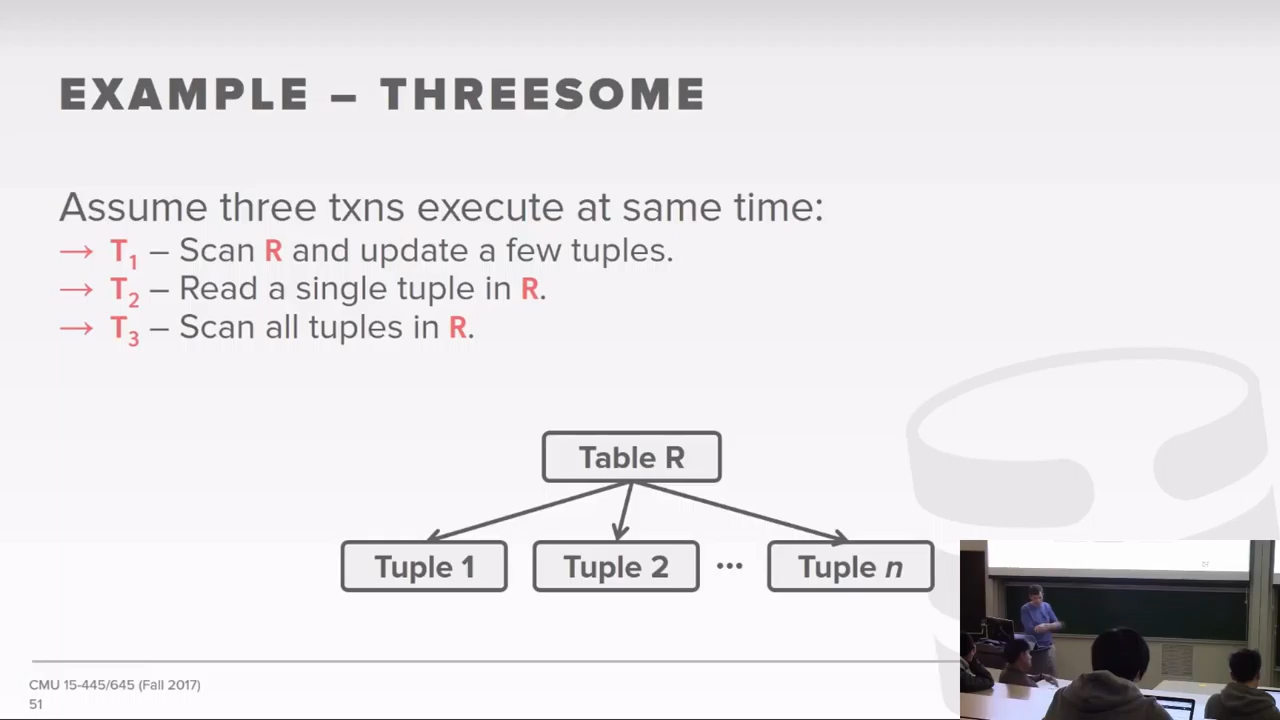 EXAMPLE – THREESOME
Assume three txns execute at same time:
→ T1 – Scan R and update a few tuples.
→ T2 – Read a single tuple in R.
→ T3 – Scan all tuples in R.
Table R
Tuple 1 Tuple 2 ... Tuple n
CMU 15-445/645 (Fall 2017)
51